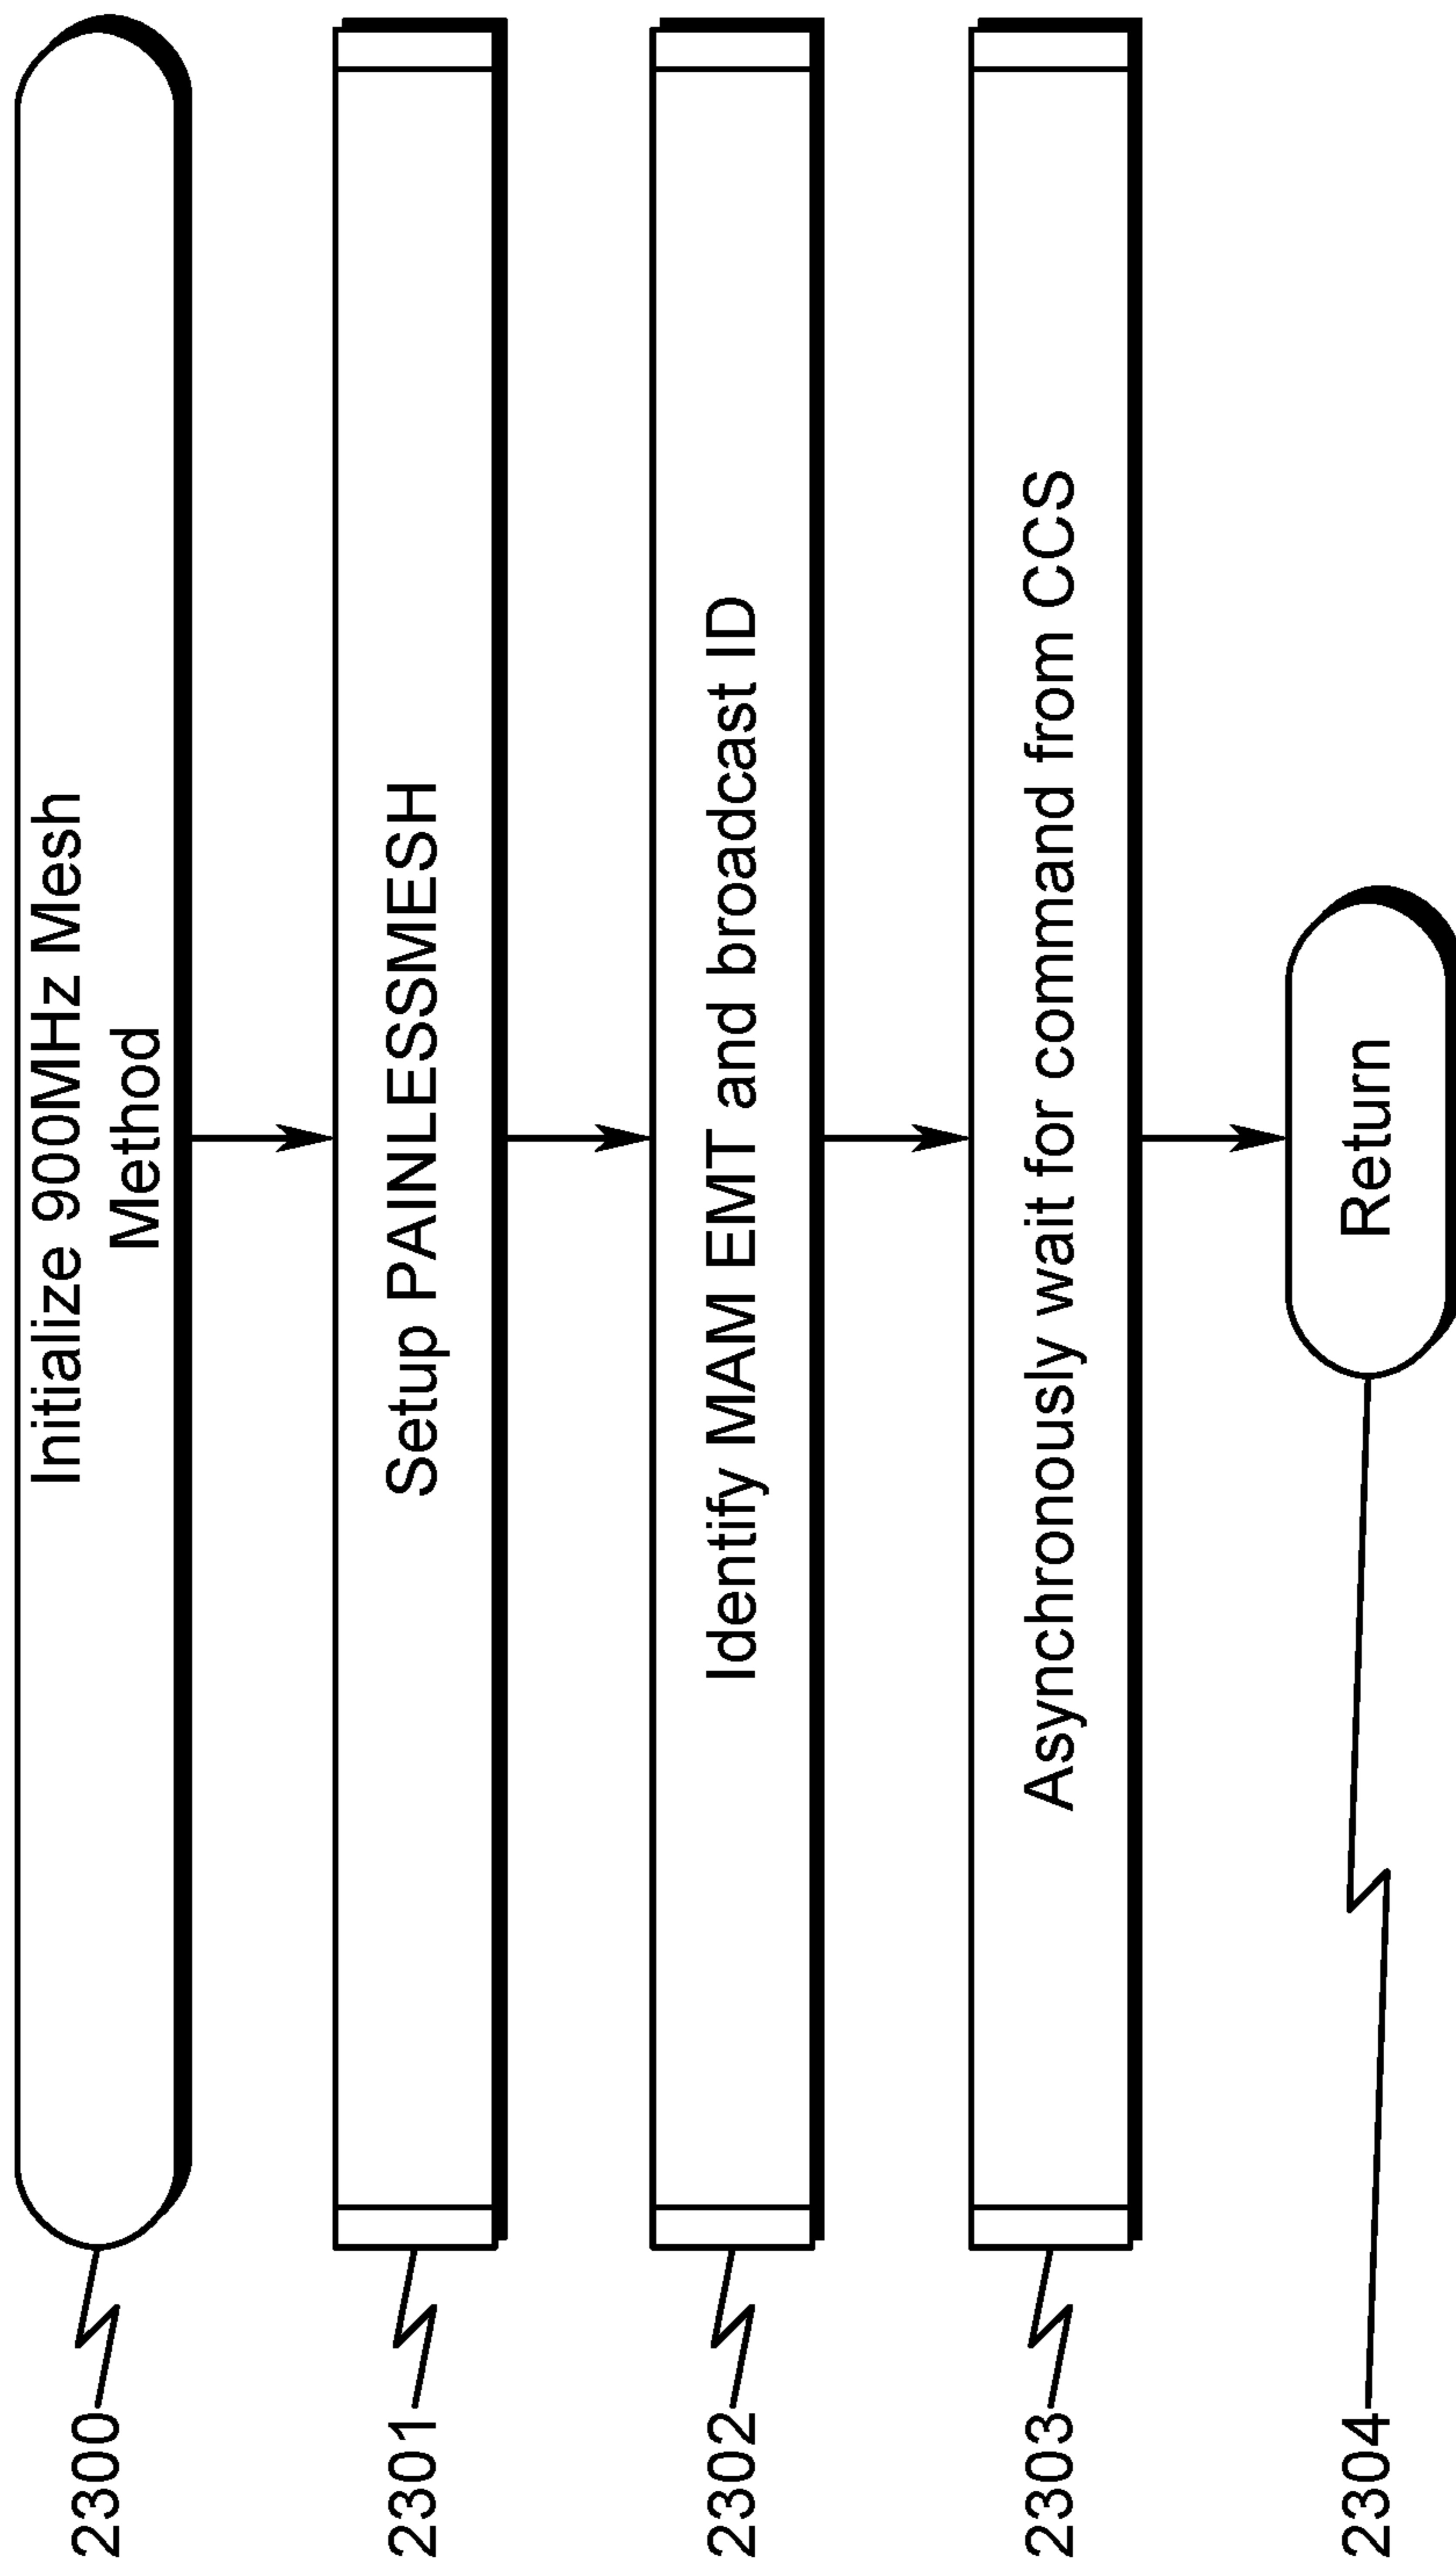 2300
Initialize 900MHz Mesh
Method
2301
Setup PAINLESSMESH
2302
Identify MAM EMT and broadcast ID
2303
Asynchronously wait for command from CCS
2304
Return